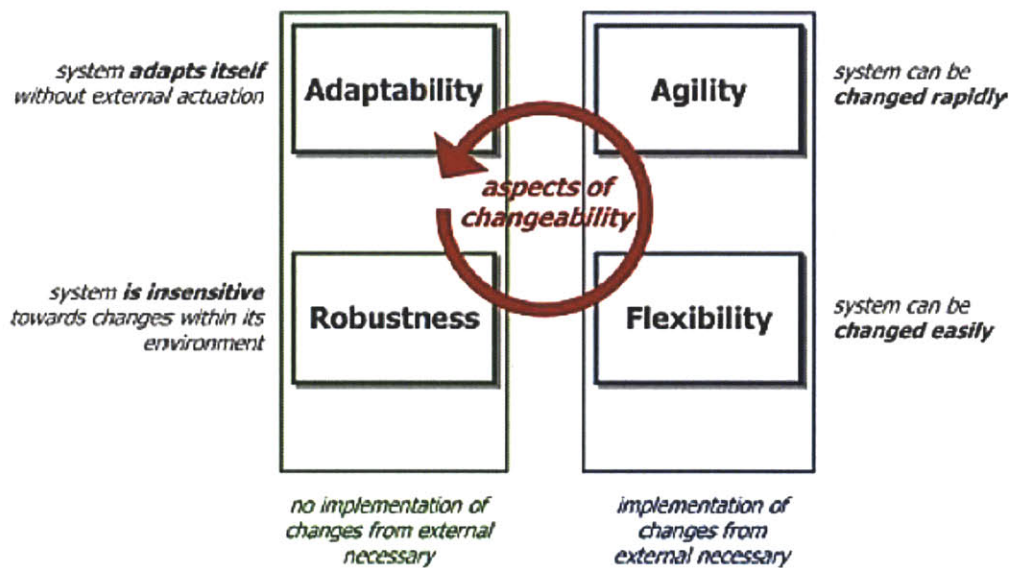 system adapts itself
without external actuation
Adaptability
Agility
system can be
changed rapidly
aspects of
changeability
system is insensitive
towards changes within its
environment
Robustness
Flexibility
system can be
changed easily
no implementation of
changes from external
necessary
implementation of
changes from
external necessary